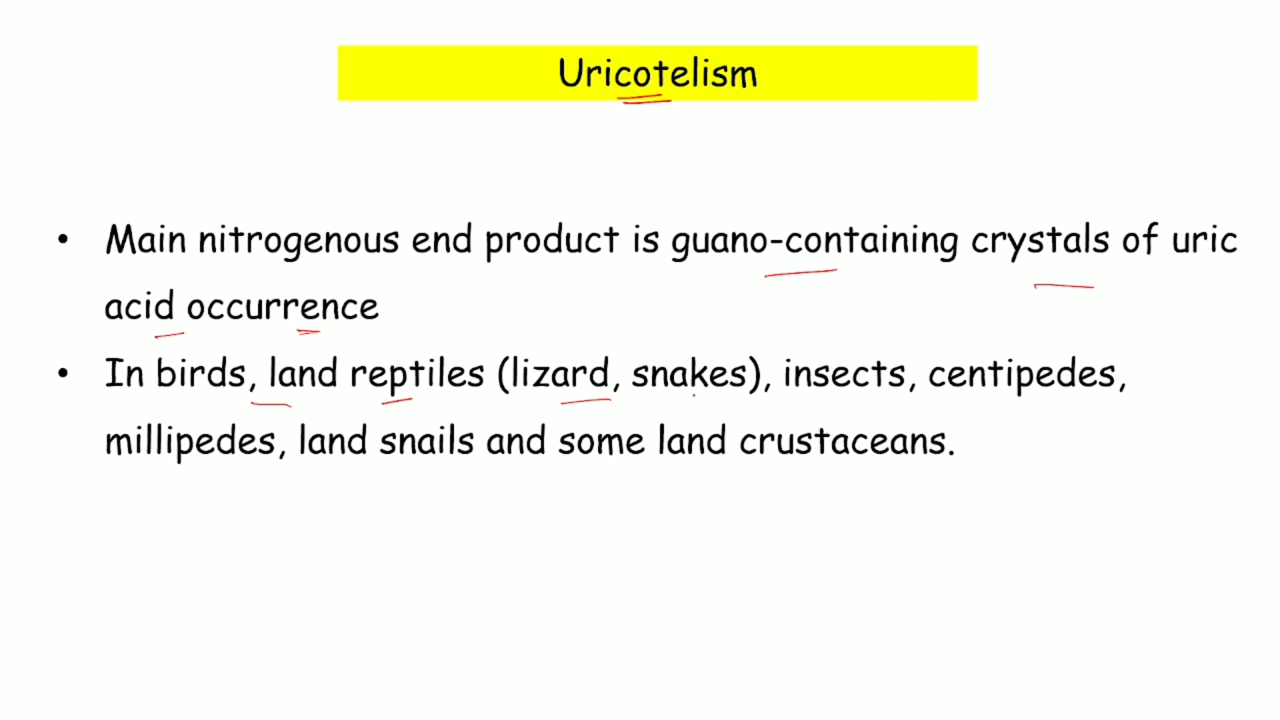 Uricotelism
• Main nitrogenous end product is guano-containing crystals of uric
acid occurrence
• In birds, land reptiles (lizard, snakes), insects, centipedes,
millipedes, land snails and some land crustaceans.